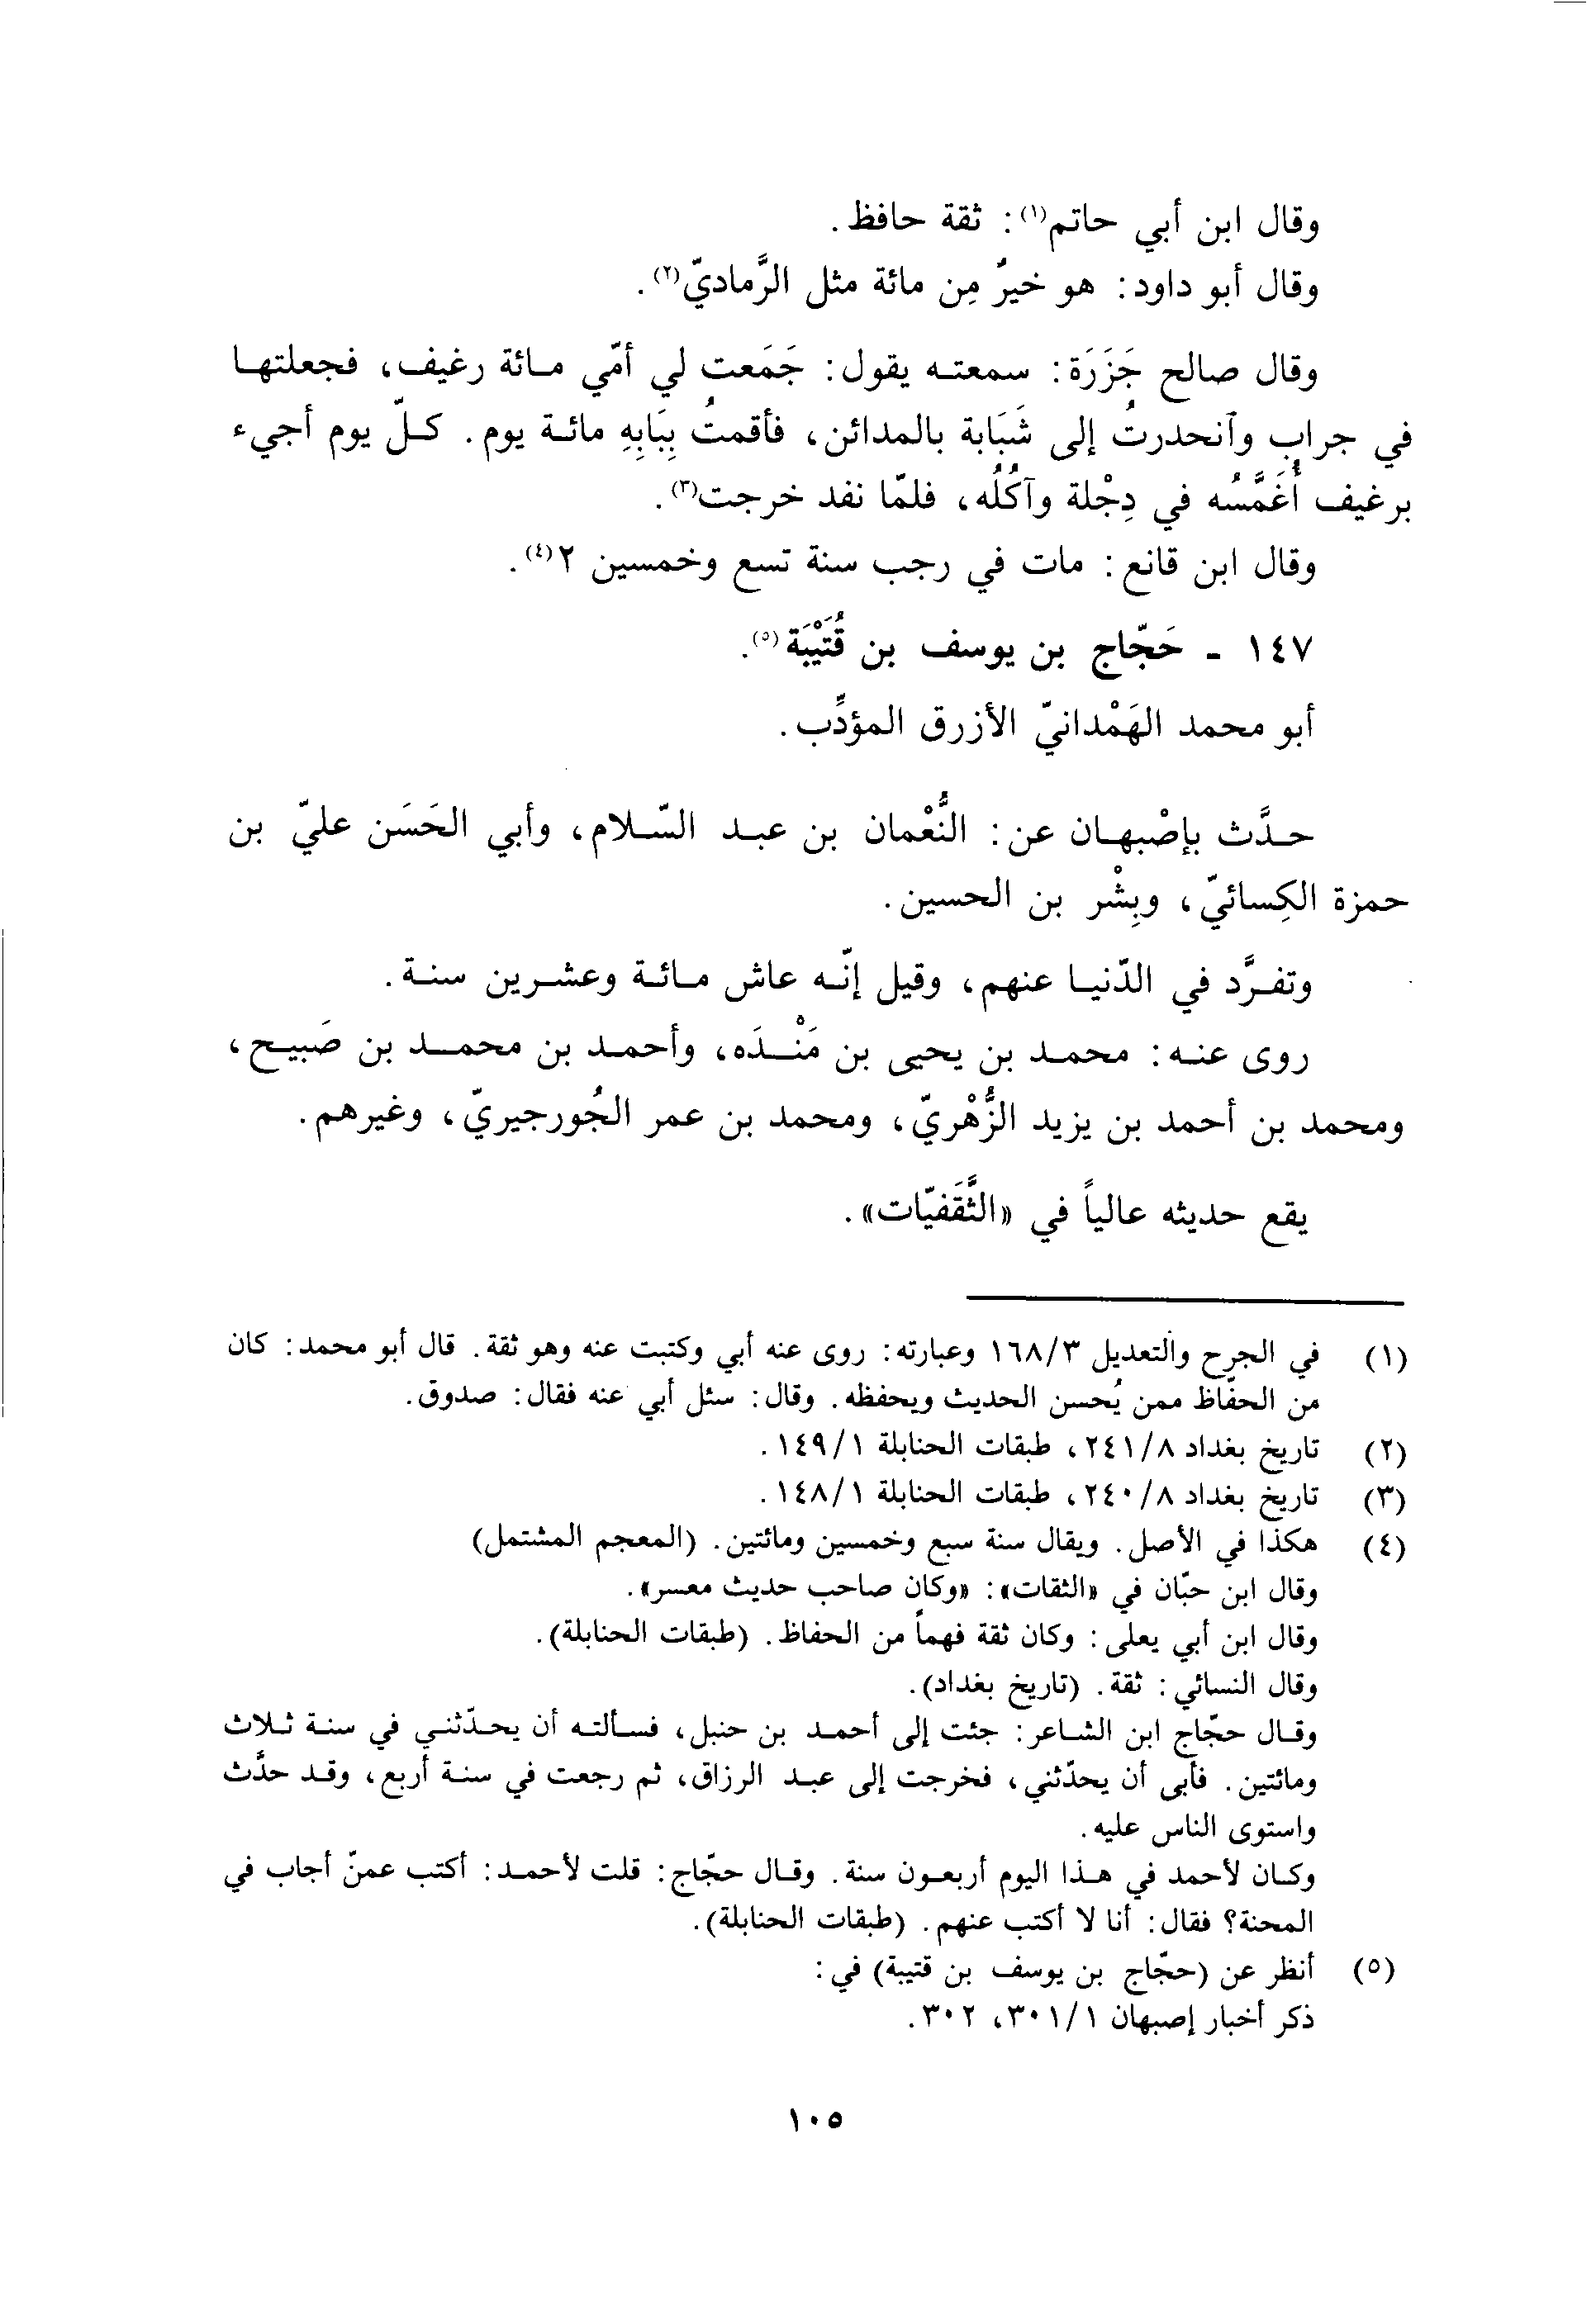 وقال ابن أبي حاتم(١): ثقة حافظ.
وقال أبو داود: هو خيرٌ مِن مائة مثل الرَّماديّ(٢).
وقال صالح جَزَرَة: سمعته يقول: جَمَعت لي أمّي مائة رغيف، فجعلتها
في جراب وآنحدرتُ إلى شَبَابة بالمدائن، فأقمتُ بِبَابِهِ مائة يوم. كلّ يوم أجيء
برغيف أُغَمَّسُه في دِجْلة وآكُلُه، فلمّا نفد خرجت(٣).
وقال ابن قانع: مات في رجب سنة تسع وخمسين ٢(٤).
١٤٧ - حَجّاج بن يوسف بن قُتَيْبَة(٥).
أبو محمد الهَمْدانيّ الأزرق المؤدِّب.
حدَّث بإصْبهان عن: النُّعْمان بن عبد السّلام، وأبي الحَسَن عليّ بن
حمزة الكِسائيّ، وبِشْر بن الحسين.
وتفرَّد في الدّنيا عنهم، وقيل إنّه عاش مائة وعشرين سنة.
روى عنه: محمد بن يحيى بن مَنْدَه، وأحمد بن محمد بن صَبيح،
ومحمد بن أحمد بن يزيد الزُّهْريّ، ومحمد بن عمر الجُورجيريّ، وغيرهم.
يقع حديثه عالياً في «الثَّقَفيّات».
(١) في الجرح والتعديل ١٦٨/٣ وعبارته: روى عنه أبي وكتبت عنه وهو ثقة. قال أبو محمد: كان
من الحفّاظ ممن يُحسن الحديث ويحفظه. وقال: سئل أبي عنه فقال: صدوق.
(٢) تاريخ بغداد ٢٤١/٨، طبقات الحنابلة ١٤٩/١.
(٣) تاريخ بغداد ٢٤٠/٨، طبقات الحنابلة ١٤٨/١.
(٤) هكذا في الأصل. ويقال سنة سبع وخمسين ومائتين. (المعجم المشتمل)
وقال ابن حبّان في «الثقات»: «وكان صاحب حديث معسر».
وقال ابن أبي يعلى: وكان ثقة فهماً من الحفاظ. (طبقات الحنابلة).
وقال النسائي: ثقة. (تاريخ بغداد).
وقال حجّاج ابن الشاعر: جئت إلى أحمد بن حنبل، فسألته أن يحدّثني في سنة ثلاث
ومائتين. فأبى أن يحدّثني، فخرجت إلى عبد الرزاق، ثم رجعت في سنة أربع، وقد حدَّث
واستوى الناس عليه.
وكان لأحمد في هذا اليوم أربعون سنة. وقال حجّاج: قلت لأحمد: أكتب عمنّ أجاب في
المحنة؟ فقال: أنا لا أكتب عنهم. (طبقات الحنابلة).
(٥) أنظر عن (حجّاج بن يوسف بن قتيبة) في:
ذكر أخبار إصبهان ٣٠١/١، ٣٠٢.
١٠٥